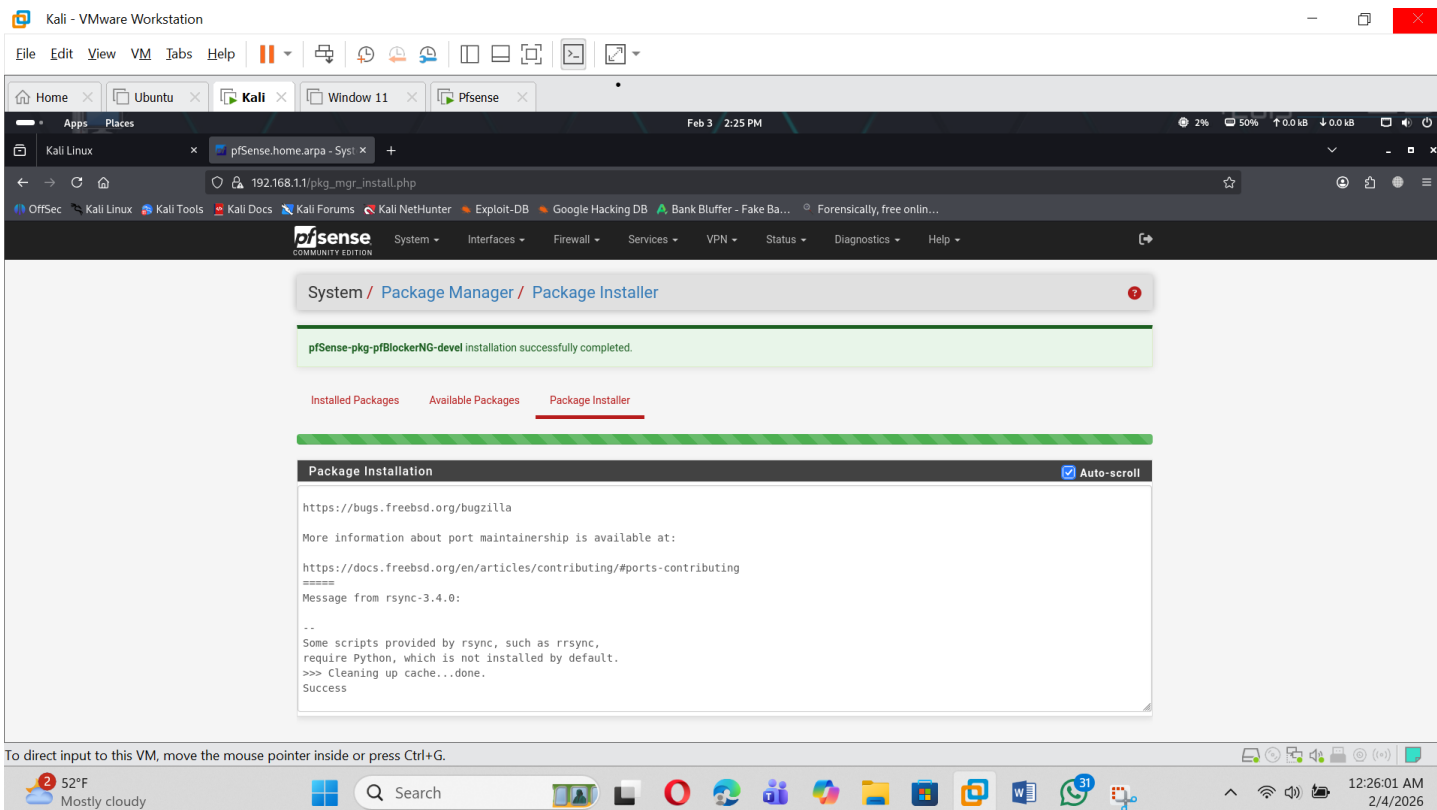 Kali - VMware Workstation
File Edit View VM Tabs Help
Home Ubuntu Kali Window 11 Pfsense
Apps Places Feb 3 2:25 PM 2% 50% ↑0.0 kB ↓0.0 kB
Kali Linux pfSense.home.arpa - Syst
192.168.1.1/pkg_mgr_install.php
OffSec Kali Linux Kali Tools Kali Docs Kali Forums Kali NetHunter Exploit-DB Google Hacking DB Bank Bluffer - Fake Ba... Forensically, free onlin...
pfsense System Interfaces Firewall Services VPN Status Diagnostics Help
COMMUNITY EDITION
System / Package Manager / Package Installer
pfSense-pkg-pfBlockerNG-devel installation successfully completed.
Installed Packages Available Packages Package Installer
Package Installation Auto-scroll
https://bugs.freebsd.org/bugzilla
More information about port maintainership is available at:
https://docs.freebsd.org/en/articles/contributing/#ports-contributing
=====
Message from rsync-3.4.0:
--
Some scripts provided by rsync, such as rrsync,
require Python, which is not installed by default.
>>> Cleaning up cache...done.
Success
To direct input to this VM, move the mouse pointer inside or press Ctrl+G.
2 52°F
Mostly cloudy
Search
31
12:26:01 AM
2/4/2026